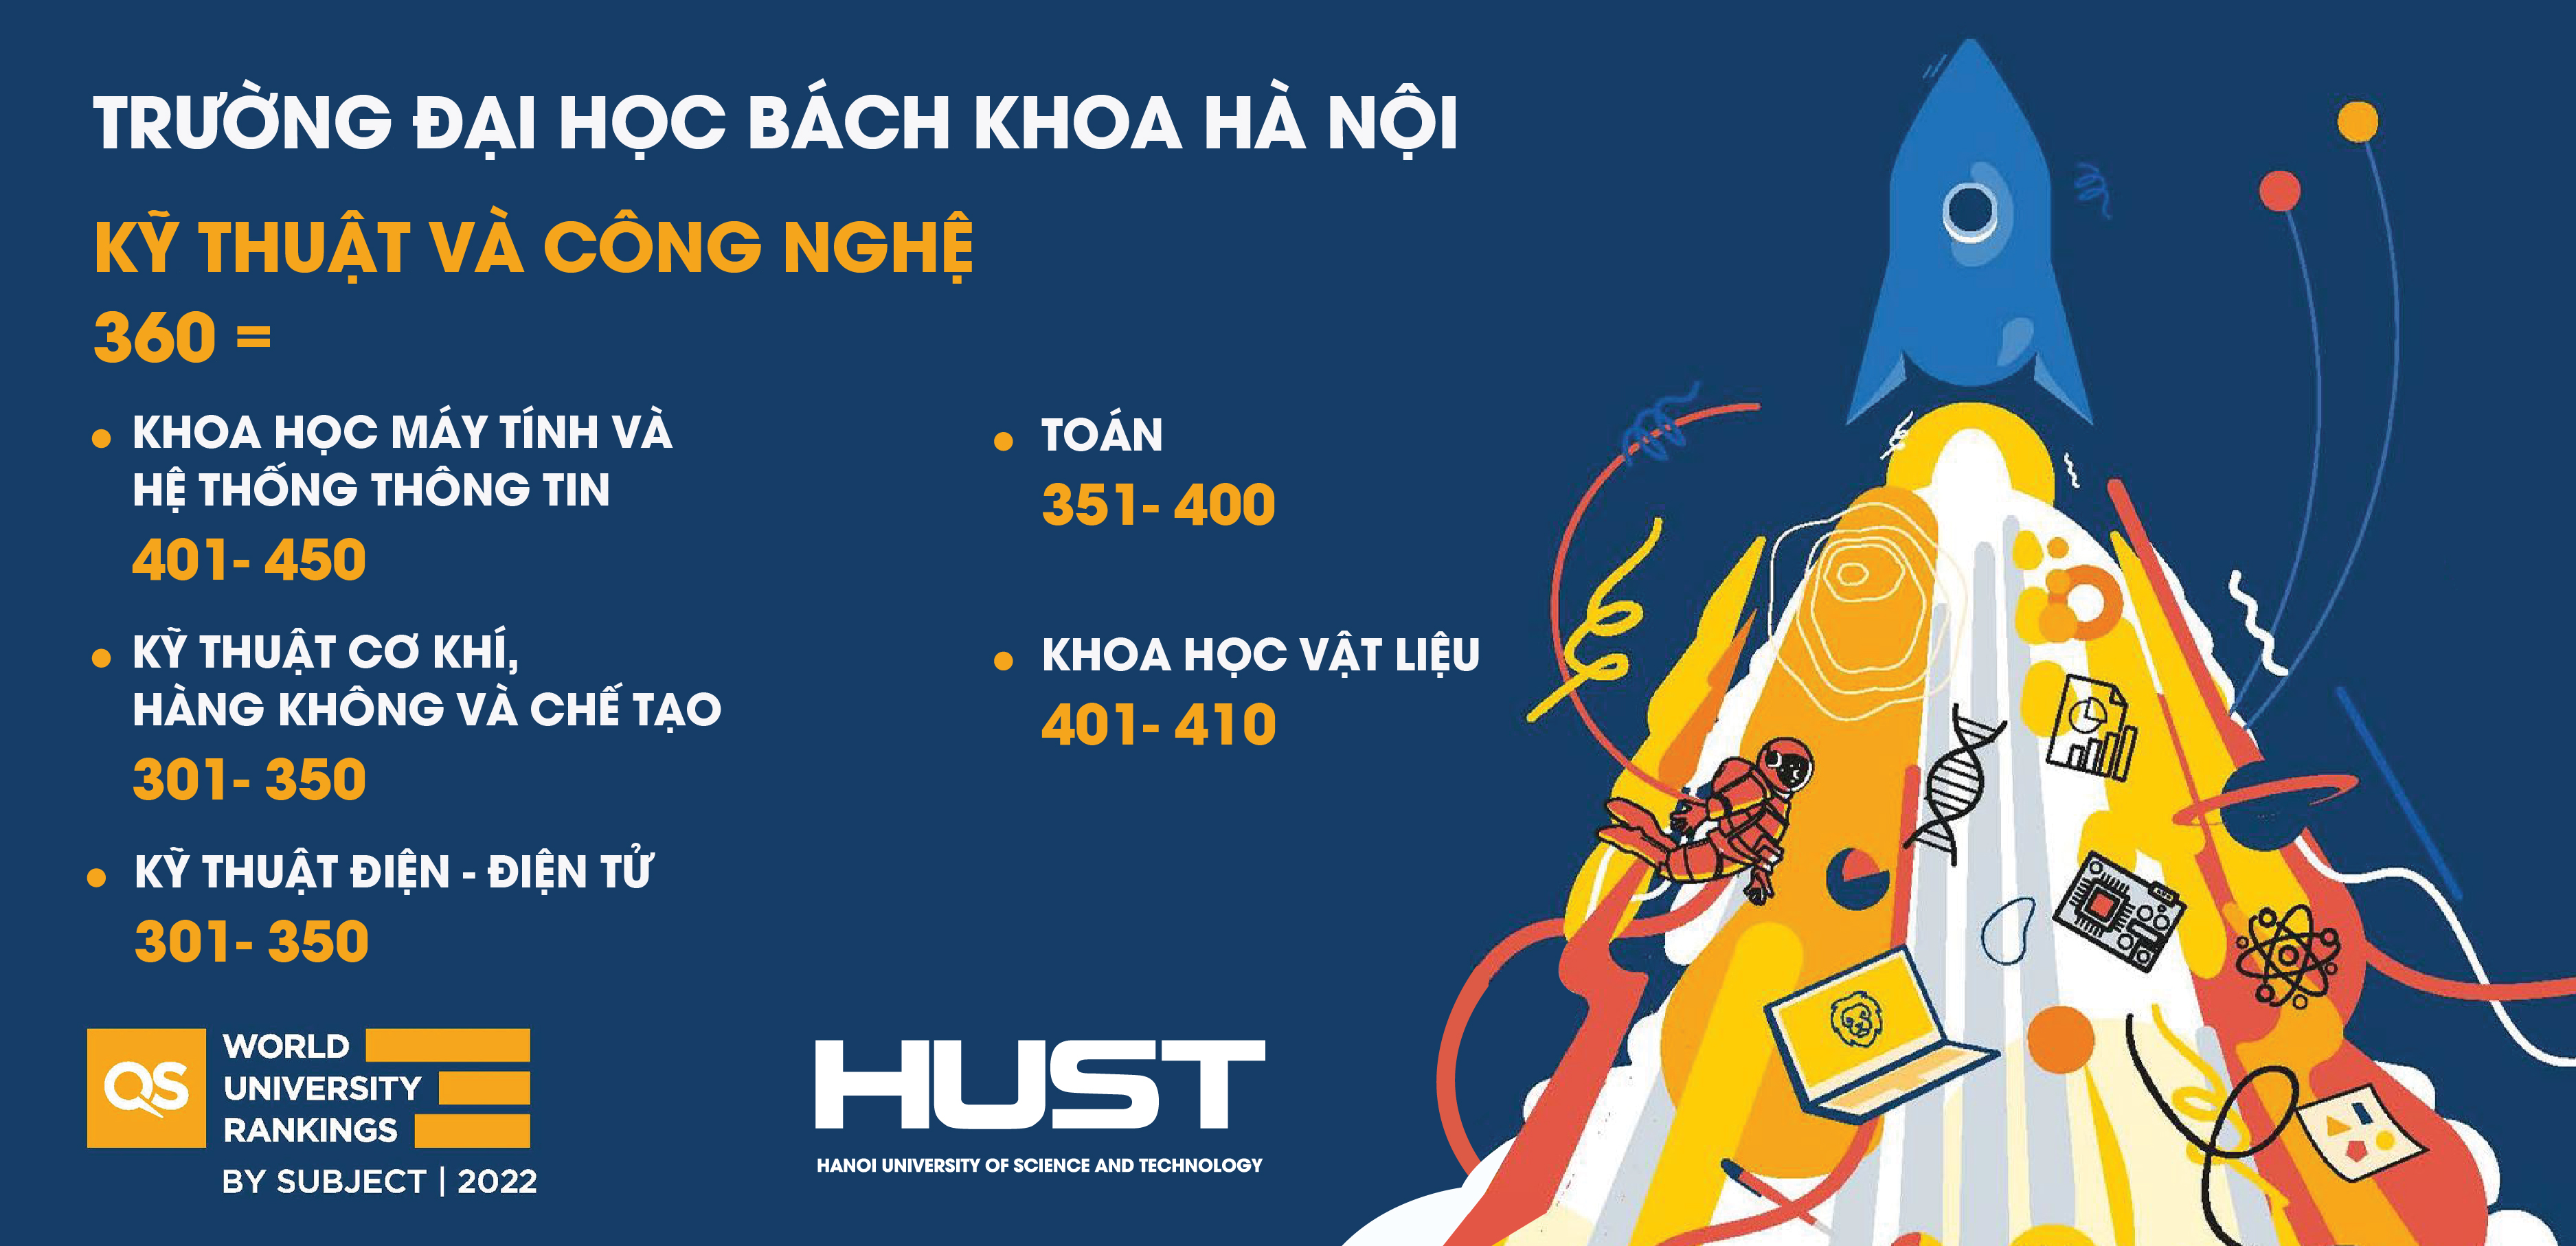 TRƯỜNG ĐẠI HỌC BÁCH KHOA HÀ NỘI
KỸ THUẬT VÀ CÔNG NGHỆ
360 =
KHOA HỌC MÁY TÍNH VÀ
HỆ THỐNG THÔNG TIN
401- 450
KỸ THUẬT CƠ KHÍ,
HÀNG KHÔNG VÀ CHẾ TẠO
301- 350
KỸ THUẬT ĐIỆN - ĐIỆN TỬ
301- 350
TOÁN
351- 400
KHOA HỌC VẬT LIỆU
401- 410
QS
WORLD
UNIVERSITY
RANKINGS
BY SUBJECT | 2022
HUST
HANOI UNIVERSITY OF SCIENCE AND TECHNOLOGY